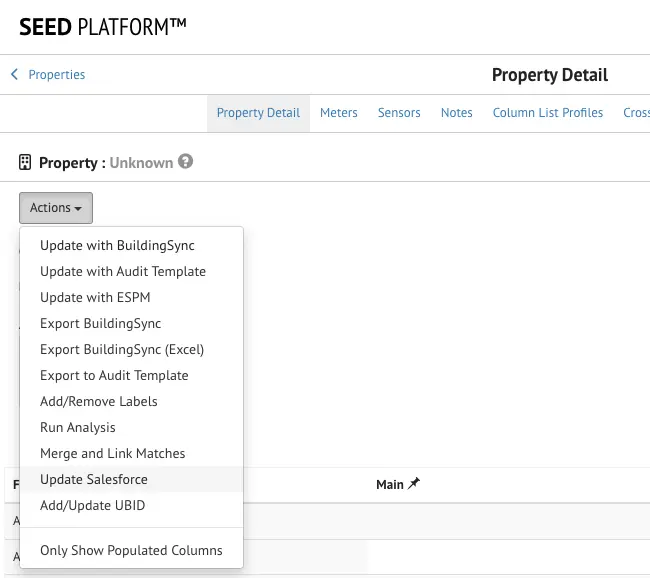 SEED PLATFORM™
Properties
Property Detail
Property Detail Meters Sensors Notes Column List Profiles Cross
Property : Unknown
Actions
Update with BuildingSync
Update with Audit Template
Update with ESPM
Export BuildingSync
Export BuildingSync (Excel)
Export to Audit Template
Add/Remove Labels
Run Analysis
Merge and Link Matches
Main
Update Salesforce
Add/Update UBID
Only Show Populated Columns